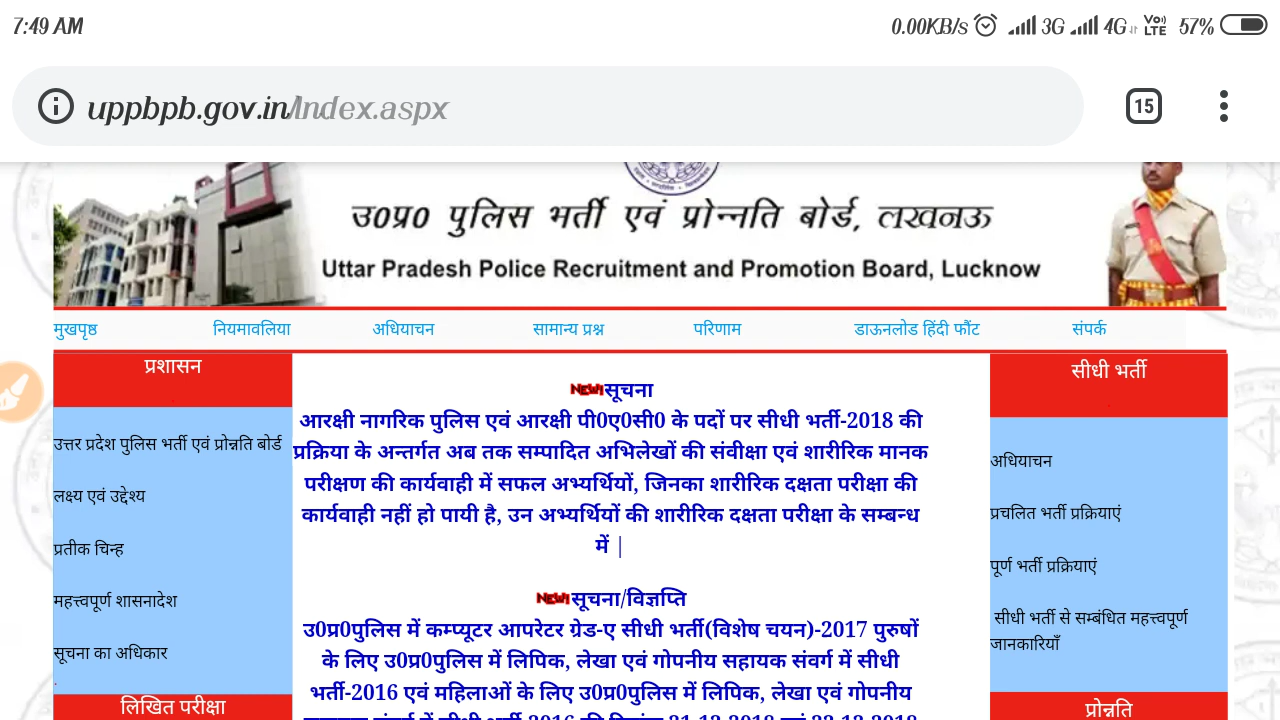 7:49 AM
0.00KB/s 3G 4G Vo)) LTE 57%
uppbpb.gov.in/Index.aspx
15
उ0प्र0 पुलिस भर्ती एवं प्रोन्नति बोर्ड, लखनऊ
Uttar Pradesh Police Recruitment and Promotion Board, Lucknow
मुखपृष्ठ नियमावलिया अधियाचन सामान्य प्रश्न परिणाम डाऊनलोड हिंदी फौंट संपर्क
प्रशासन
उत्तर प्रदेश पुलिस भर्ती एवं प्रोन्नति बोर्ड
लक्ष्य एवं उद्देश्य
प्रतीक चिन्ह
महत्त्वपूर्ण शासनादेश
सूचना का अधिकार
लिखित परीक्षा
NEW! सूचना
आरक्षी नागरिक पुलिस एवं आरक्षी पी0ए0सी0 के पदों पर सीधी भर्ती-2018 की
प्रक्रिया के अन्तर्गत अब तक सम्पादित अभिलेखों की संवीक्षा एवं शारीरिक मानक
परीक्षण की कार्यवाही में सफल अभ्यर्थियों, जिनका शारीरिक दक्षता परीक्षा की
कार्यवाही नहीं हो पायी है, उन अभ्यर्थियों की शारीरिक दक्षता परीक्षा के सम्बन्ध
में |
NEW! सूचना/विज्ञप्ति
उ0प्र0पुलिस में कम्प्यूटर आपरेटर ग्रेड-ए सीधी भर्ती(विशेष चयन)-2017 पुरुषों
के लिए उ0प्र0पुलिस में लिपिक, लेखा एवं गोपनीय सहायक संवर्ग में सीधी
भर्ती-2016 एवं महिलाओं के लिए उ0प्र0पुलिस में लिपिक, लेखा एवं गोपनीय
सीधी भर्ती
अधियाचन
प्रचलित भर्ती प्रक्रियाएं
पूर्ण भर्ती प्रक्रियाएं
सीधी भर्ती से सम्बंधित महत्त्वपूर्ण
जानकारियाँ
प्रोन्नति